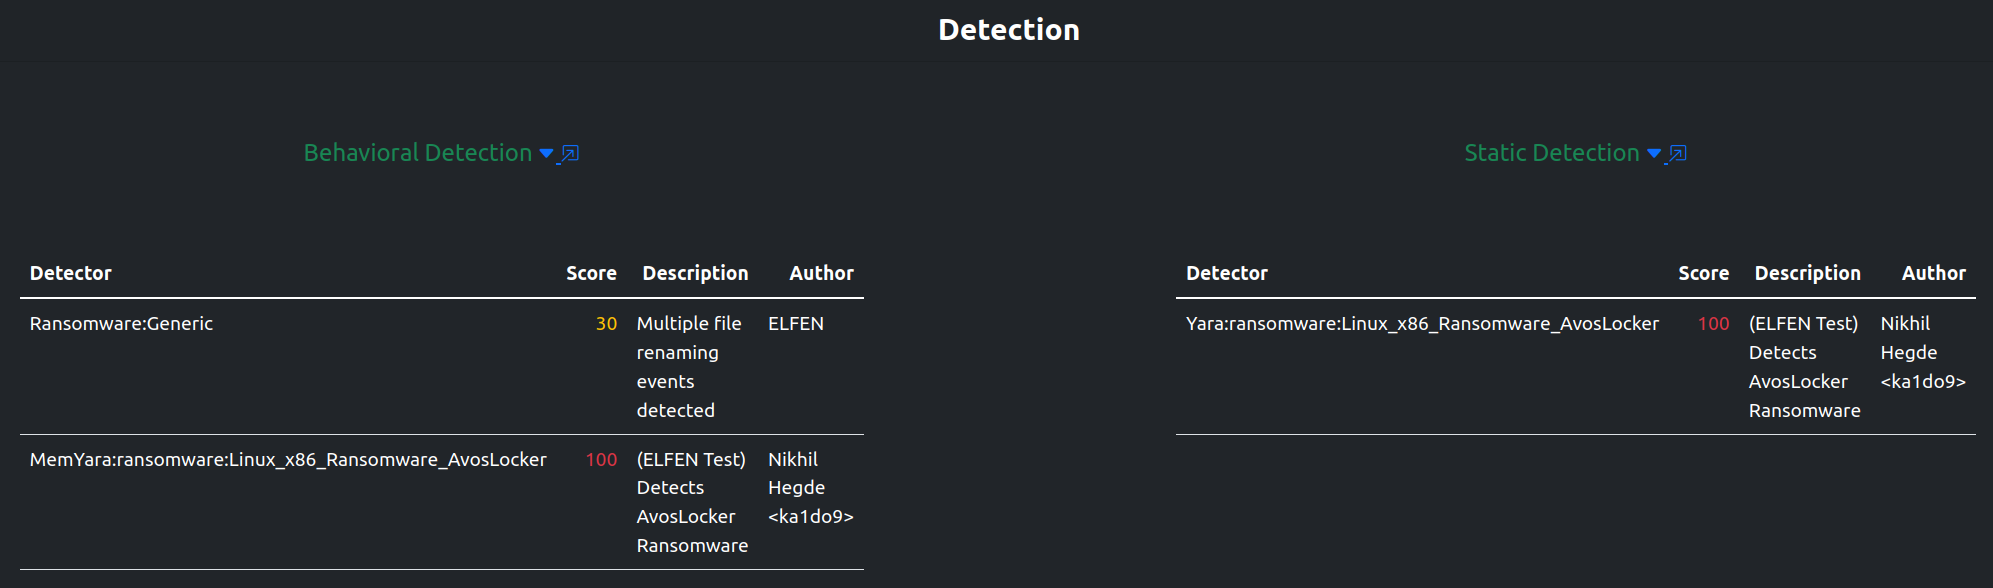 Detection
Behavioral Detection
Static Detection
Detector Score Description Author
Ransomware:Generic 30 Multiple file ELFEN
renaming
events
detected
MemYara:ransomware:Linux_x86_Ransomware_AvosLocker 100 (ELFEN Test) Nikhil
Detects Hegde
AvosLocker <ka1do9>
Ransomware
Detector Score Description Author
Yara:ransomware:Linux_x86_Ransomware_AvosLocker 100 (ELFEN Test) Nikhil
Detects Hegde
AvosLocker <ka1do9>
Ransomware